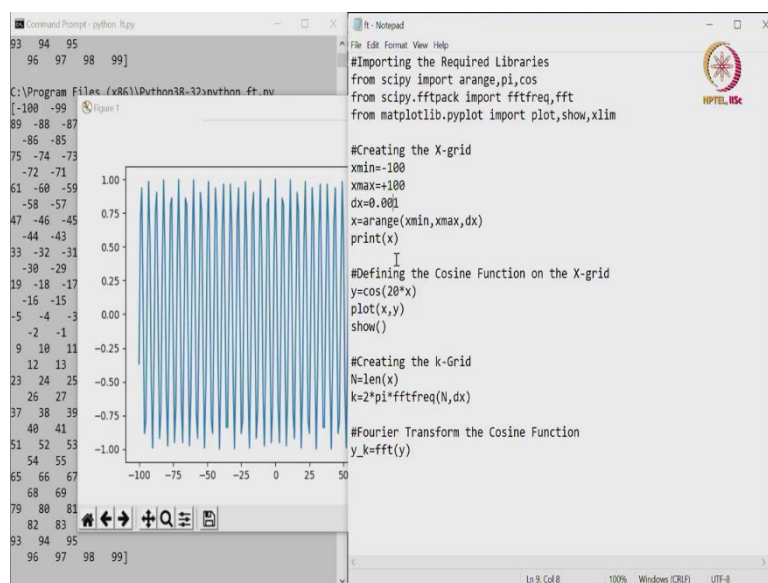 Command Prompt - python ft.py
93 94 95
96 97 98 99]
C:\Program Files (x86)\Python38-32>python ft.py
[-100 -99
89 -88 -87
-86 -85
75 -74 -73
-72 -71
61 -60 -59
-58 -57
47 -46 -45
-44 -43
33 -32 -31
-30 -29
19 -18 -17
-16 -15
-5 -4 -3
-2 -1
9 10 11
12 13
23 24 25
26 27
37 38 39
40 41
51 52 53
54 55
65 66 67
68 69
79 80 81
82 83
93 94 95
96 97 98 99]
Figure 1
1.00
0.75
0.50
0.25
0.00
−0.25
−0.50
−0.75
−1.00
−100 −75 −50 −25 0 25 50
ft - Notepad
File Edit Format View Help
#Importing the Required Libraries
from scipy import arange,pi,cos
from scipy.fftpack import fftfreq,fft
from matplotlib.pyplot import plot,show,xlim
#Creating the X-grid
xmin=-100
xmax=+100
dx=0.001
x=arange(xmin,xmax,dx)
print(x)
#Defining the Cosine Function on the X-grid
y=cos(20*x)
plot(x,y)
show()
#Creating the k-Grid
N=len(x)
k=2*pi*fftfreq(N,dx)
#Fourier Transform the Cosine Function
y_k=fft(y)
NPTEL, IISc
Ln 9, Col 8 100% Windows (CRLF) UTF-8